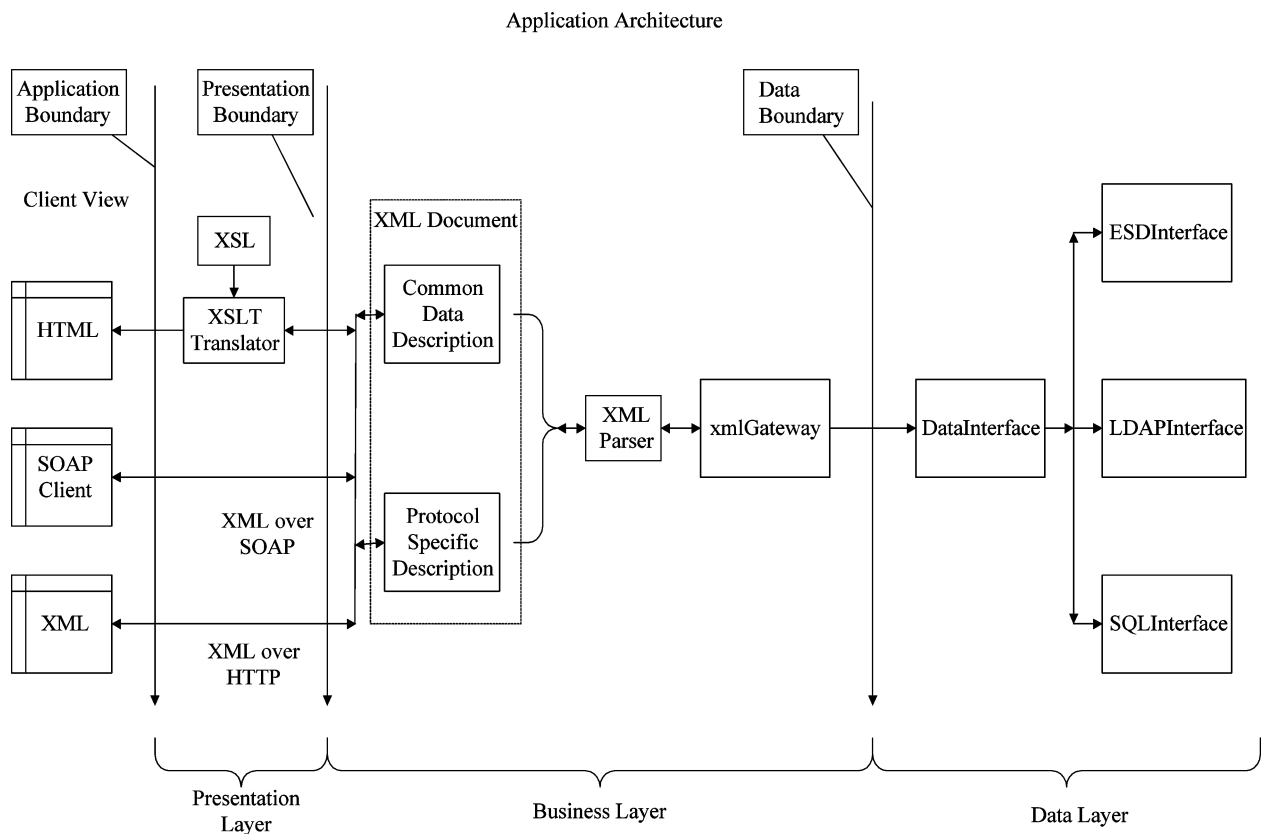 Application Architecture
Application
Boundary
Presentation
Boundary
Data
Boundary
Client View
XSL
XML Document
ESDInterface
HTML
XSLT
Translator
Common
Data
Description
SOAP
Client
XML
Parser
xmlGateway
DataInterface
LDAPInterface
XML over
SOAP
Protocol
Specific
Description
XML
XML over
HTTP
SQLInterface
Presentation
Layer
Business Layer
Data Layer